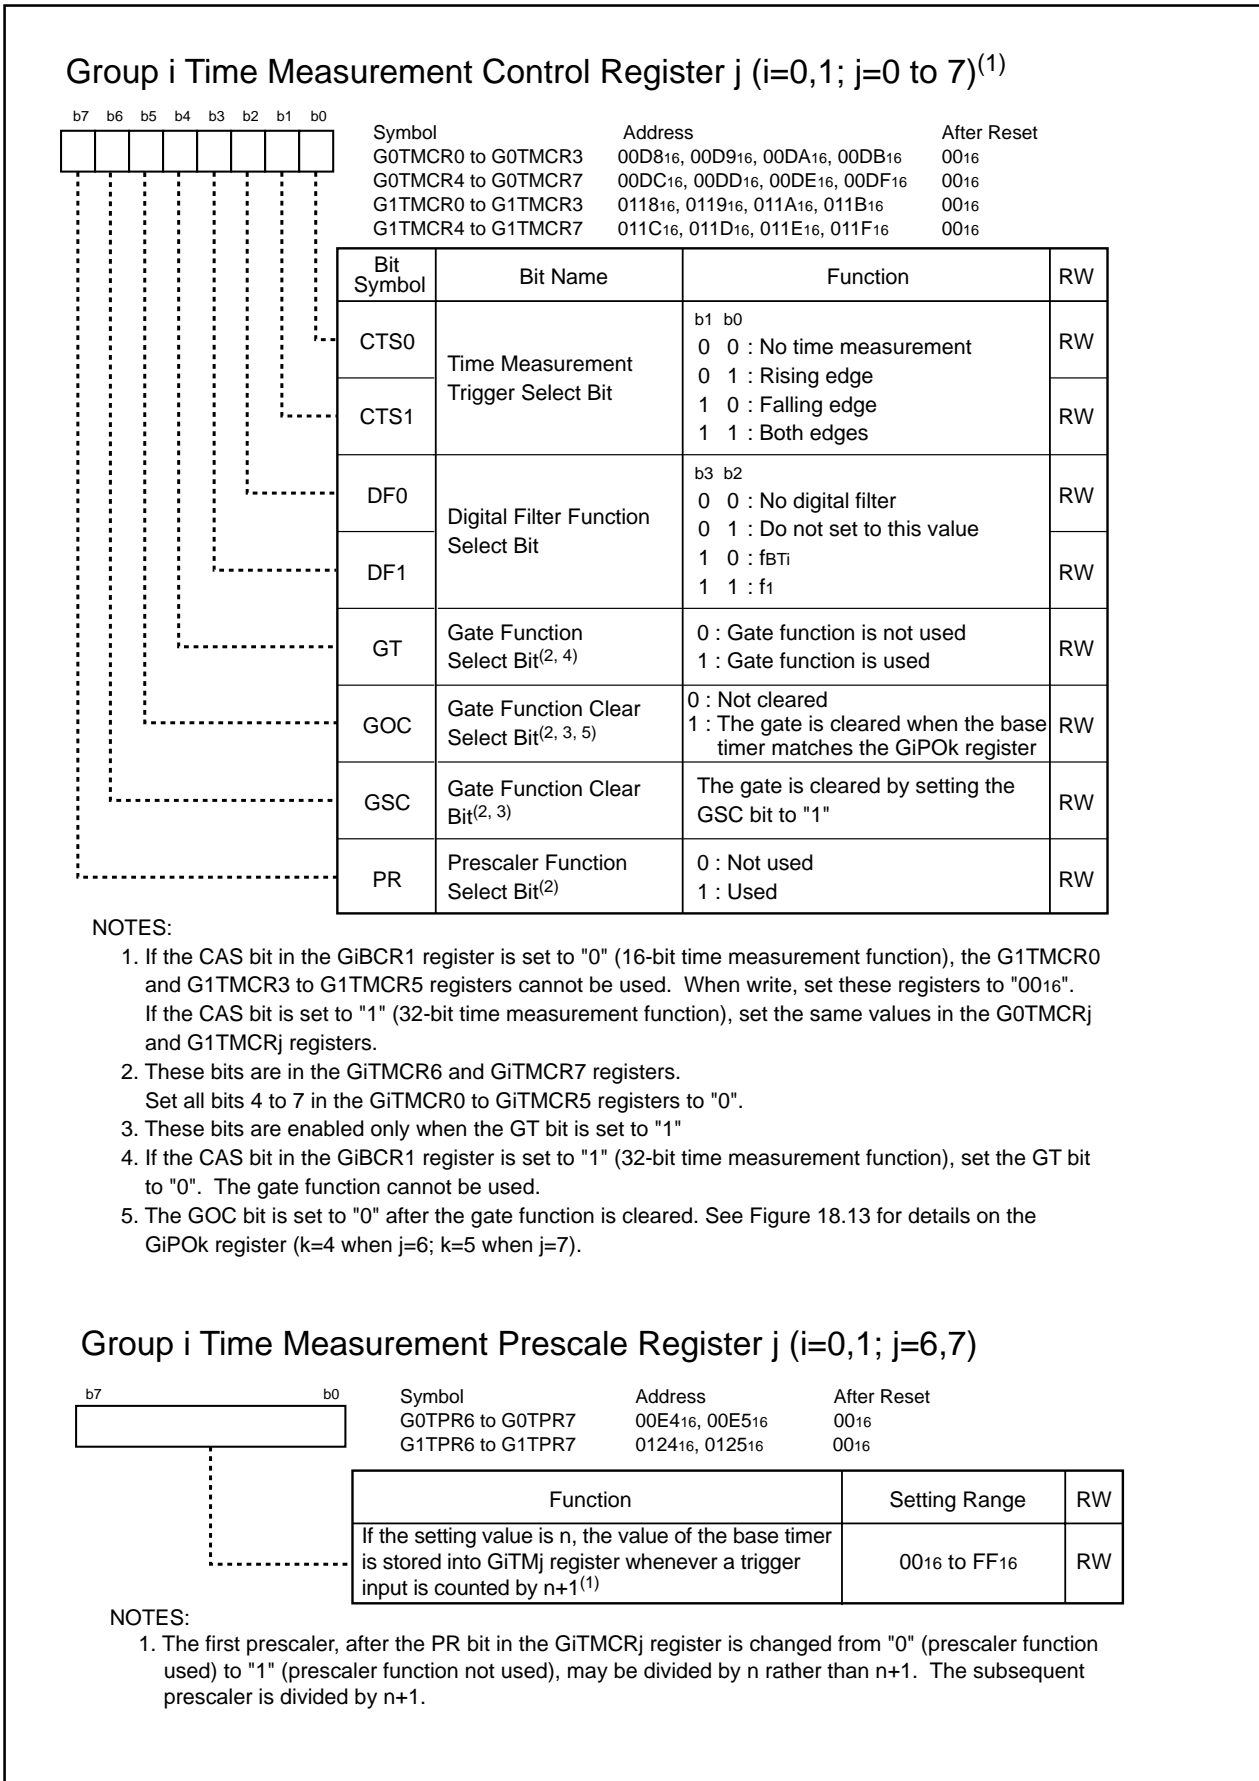 Group i Time Measurement Control Register j (i=0,1; j=0 to 7)(1)
b7 b6 b5 b4 b3 b2 b1 b0
Symbol Address After Reset
G0TMCR0 to G0TMCR3 00D816, 00D916, 00DA16, 00DB16 0016
G0TMCR4 to G0TMCR7 00DC16, 00DD16, 00DE16, 00DF16 0016
G1TMCR0 to G1TMCR3 011816, 011916, 011A16, 011B16 0016
G1TMCR4 to G1TMCR7 011C16, 011D16, 011E16, 011F16 0016
Bit Symbol Bit Name Function RW
CTS0 RW
CTS1 RW
Time Measurement
Trigger Select Bit
b1 b0
0 0 : No time measurement
0 1 : Rising edge
1 0 : Falling edge
1 1 : Both edges
DF0 RW
DF1 RW
Digital Filter Function
Select Bit
b3 b2
0 0 : No digital filter
0 1 : Do not set to this value
1 0 : fBTi
1 1 : f1
GT RW
Gate Function
Select Bit(2, 4)
0 : Gate function is not used
1 : Gate function is used
GOC RW
Gate Function Clear
Select Bit(2, 3, 5)
0 : Not cleared
1 : The gate is cleared when the base
timer matches the GiPOk register
GSC RW
Gate Function Clear
Bit(2, 3)
The gate is cleared by setting the
GSC bit to "1"
PR RW
Prescaler Function
Select Bit(2)
0 : Not used
1 : Used
NOTES:
1. If the CAS bit in the GiBCR1 register is set to "0" (16-bit time measurement function), the G1TMCR0
and G1TMCR3 to G1TMCR5 registers cannot be used. When write, set these registers to "0016".
If the CAS bit is set to "1" (32-bit time measurement function), set the same values in the G0TMCRj
and G1TMCRj registers.
2. These bits are in the GiTMCR6 and GiTMCR7 registers.
Set all bits 4 to 7 in the GiTMCR0 to GiTMCR5 registers to "0".
3. These bits are enabled only when the GT bit is set to "1"
4. If the CAS bit in the GiBCR1 register is set to "1" (32-bit time measurement function), set the GT bit
to "0". The gate function cannot be used.
5. The GOC bit is set to "0" after the gate function is cleared. See Figure 18.13 for details on the
GiPOk register (k=4 when j=6; k=5 when j=7).
Group i Time Measurement Prescale Register j (i=0,1; j=6,7)
b7 b0
Symbol Address After Reset
G0TPR6 to G0TPR7 00E416, 00E516 0016
G1TPR6 to G1TPR7 012416, 012516 0016
Function Setting Range RW
If the setting value is n, the value of the base timer
is stored into GiTMj register whenever a trigger
input is counted by n+1(1)
0016 to FF16 RW
NOTES:
1. The first prescaler, after the PR bit in the GiTMCRj register is changed from "0" (prescaler function
used) to "1" (prescaler function not used), may be divided by n rather than n+1. The subsequent
prescaler is divided by n+1.